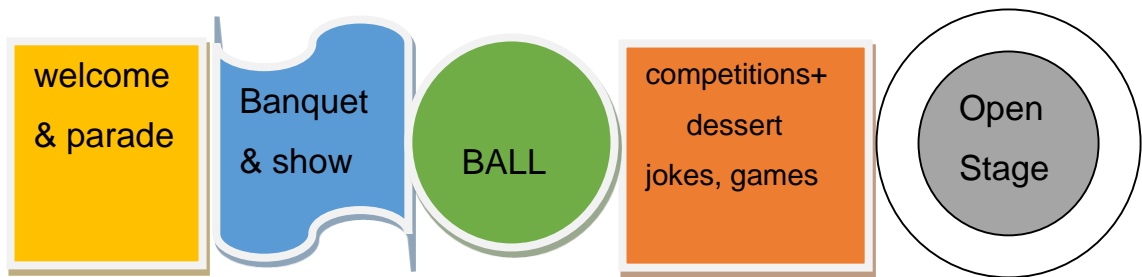 welcome
& parade
Banquet
& show
BALL
competitions+
dessert
jokes, games
Open
Stage